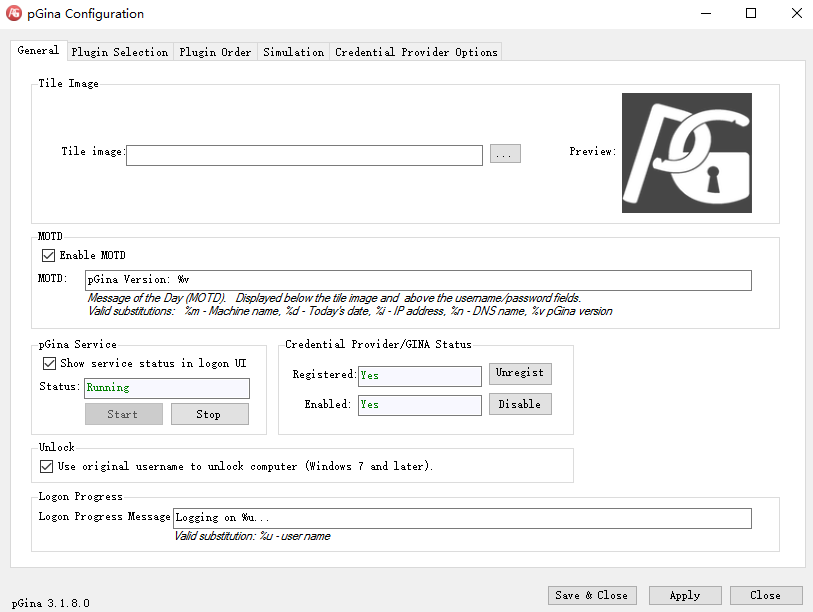 pGina Configuration
General Plugin Selection Plugin Order Simulation Credential Provider Options
Tile Image
Tile image: ... Preview:
MOTD
Enable MOTD
MOTD: pGina Version: %v
Message of the Day (MOTD). Displayed below the tile image and above the username/password fields.
Valid substitutions: %m - Machine name, %d - Today's date, %i - IP address, %n - DNS name, %v pGina version
pGina Service
Show service status in logon UI
Status: Running
Start Stop
Credential Provider/GINA Status
Registered: Yes Unregist
Enabled: Yes Disable
Unlock
Use original username to unlock computer (Windows 7 and later).
Logon Progress
Logon Progress Message Logging on %u...
Valid substitution: %u - user name
pGina 3.1.8.0
Save & Close Apply Close